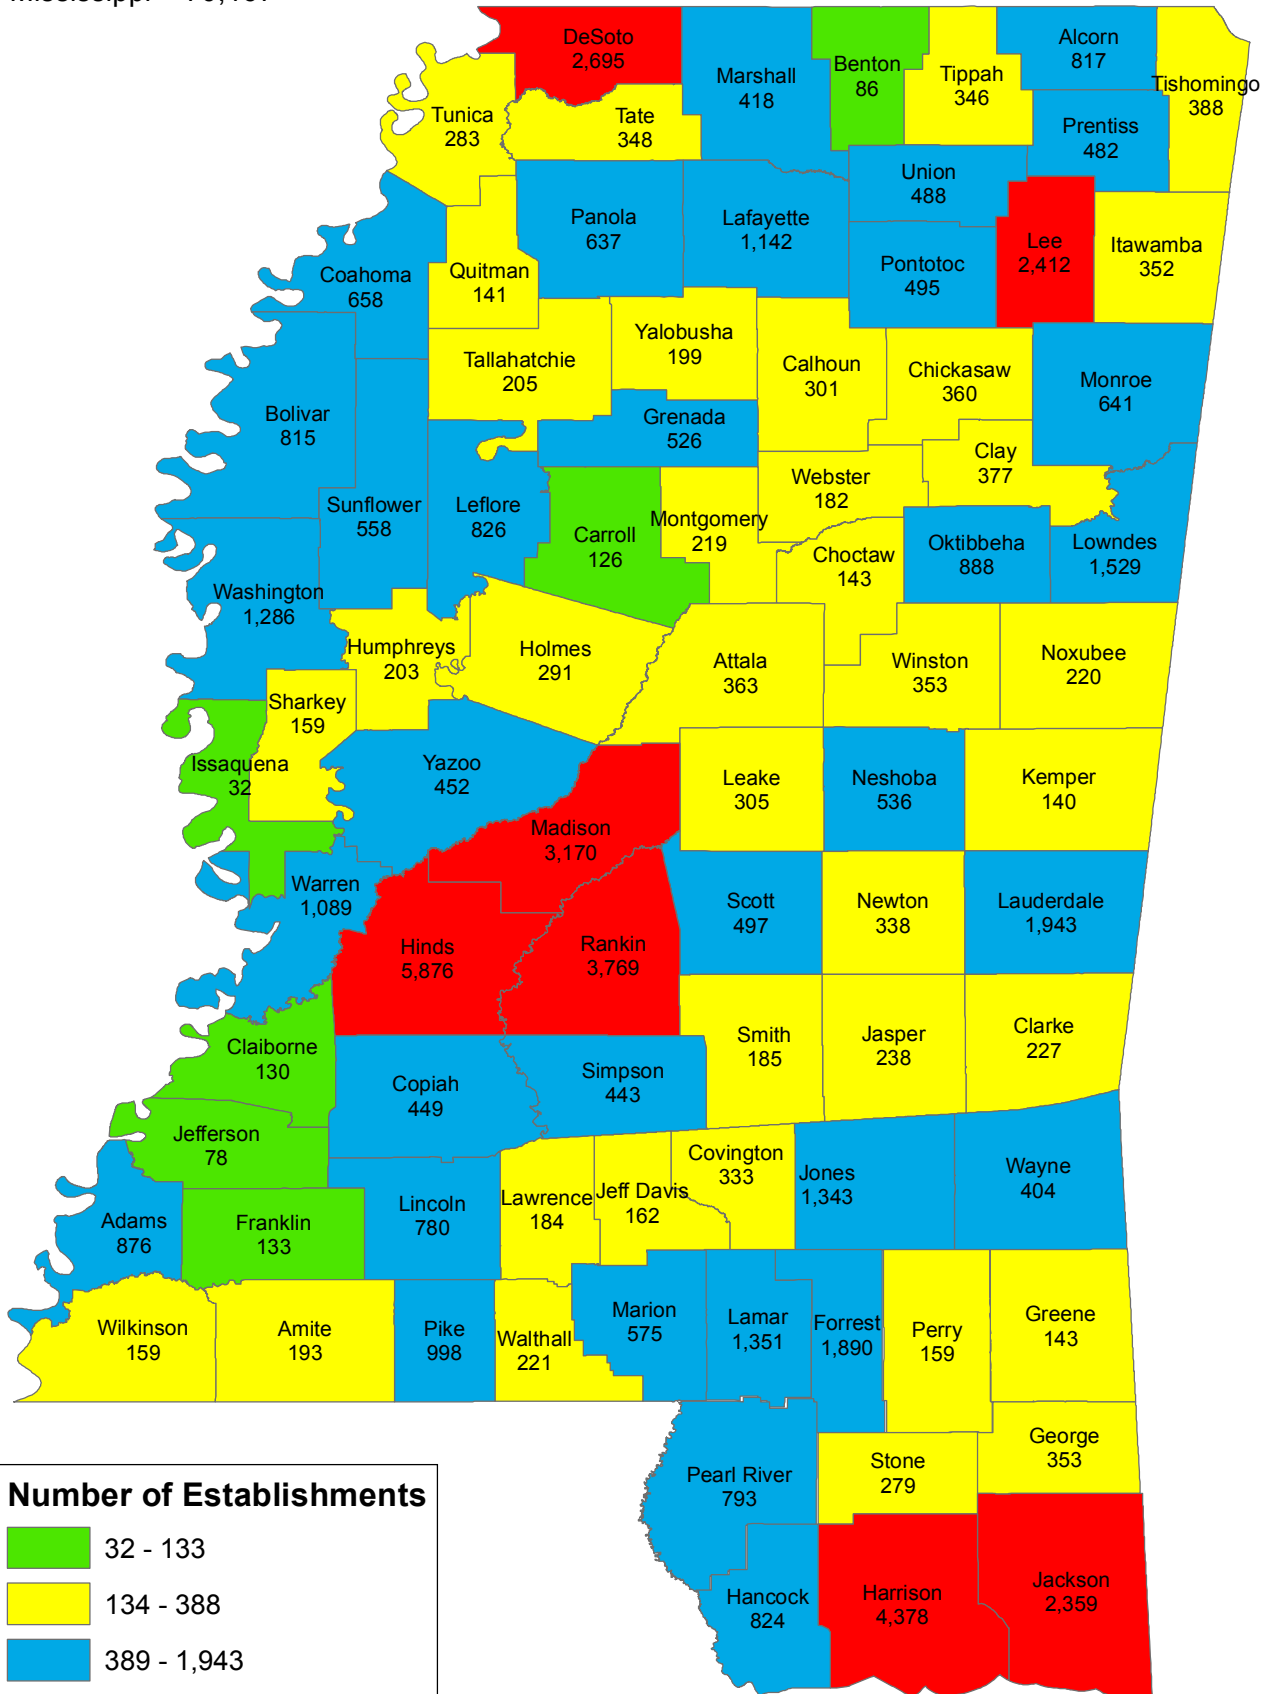 DeSoto
2,695
Marshall
418
Benton
86
Tippah
346
Alcorn
817
Tishomingo
388
Tunica
283
Tate
348
Prentiss
482
Union
488
Panola
637
Lafayette
1,142
Lee
2,412
Itawamba
352
Coahoma
658
Quitman
141
Pontotoc
495
Tallahatchie
205
Yalobusha
199
Calhoun
301
Chickasaw
360
Monroe
641
Bolivar
815
Grenada
526
Clay
377
Sunflower
558
Leflore
826
Carroll
126
Montgomery
219
Webster
182
Choctaw
143
Oktibbeha
888
Lowndes
1,529
Washington
1,286
Humphreys
203
Holmes
291
Attala
363
Winston
353
Noxubee
220
Sharkey
159
Issaquena
32
Yazoo
452
Leake
305
Neshoba
536
Kemper
140
Madison
3,170
Warren
1,089
Scott
497
Newton
338
Lauderdale
1,943
Hinds
5,876
Rankin
3,769
Claiborne
130
Smith
185
Jasper
238
Clarke
227
Copiah
449
Simpson
443
Jefferson
78
Covington
333
Jones
1,343
Wayne
404
Adams
876
Franklin
133
Lincoln
780
Lawrence
184
Jeff Davis
162
Wilkinson
159
Amite
193
Pike
998
Walthall
221
Marion
575
Lamar
1,351
Forrest
1,890
Perry
159
Greene
143
George
353
Pearl River
793
Stone
279
Hancock
824
Harrison
4,378
Jackson
2,359
Number of Establishments
32 - 133
134 - 388
389 - 1,943